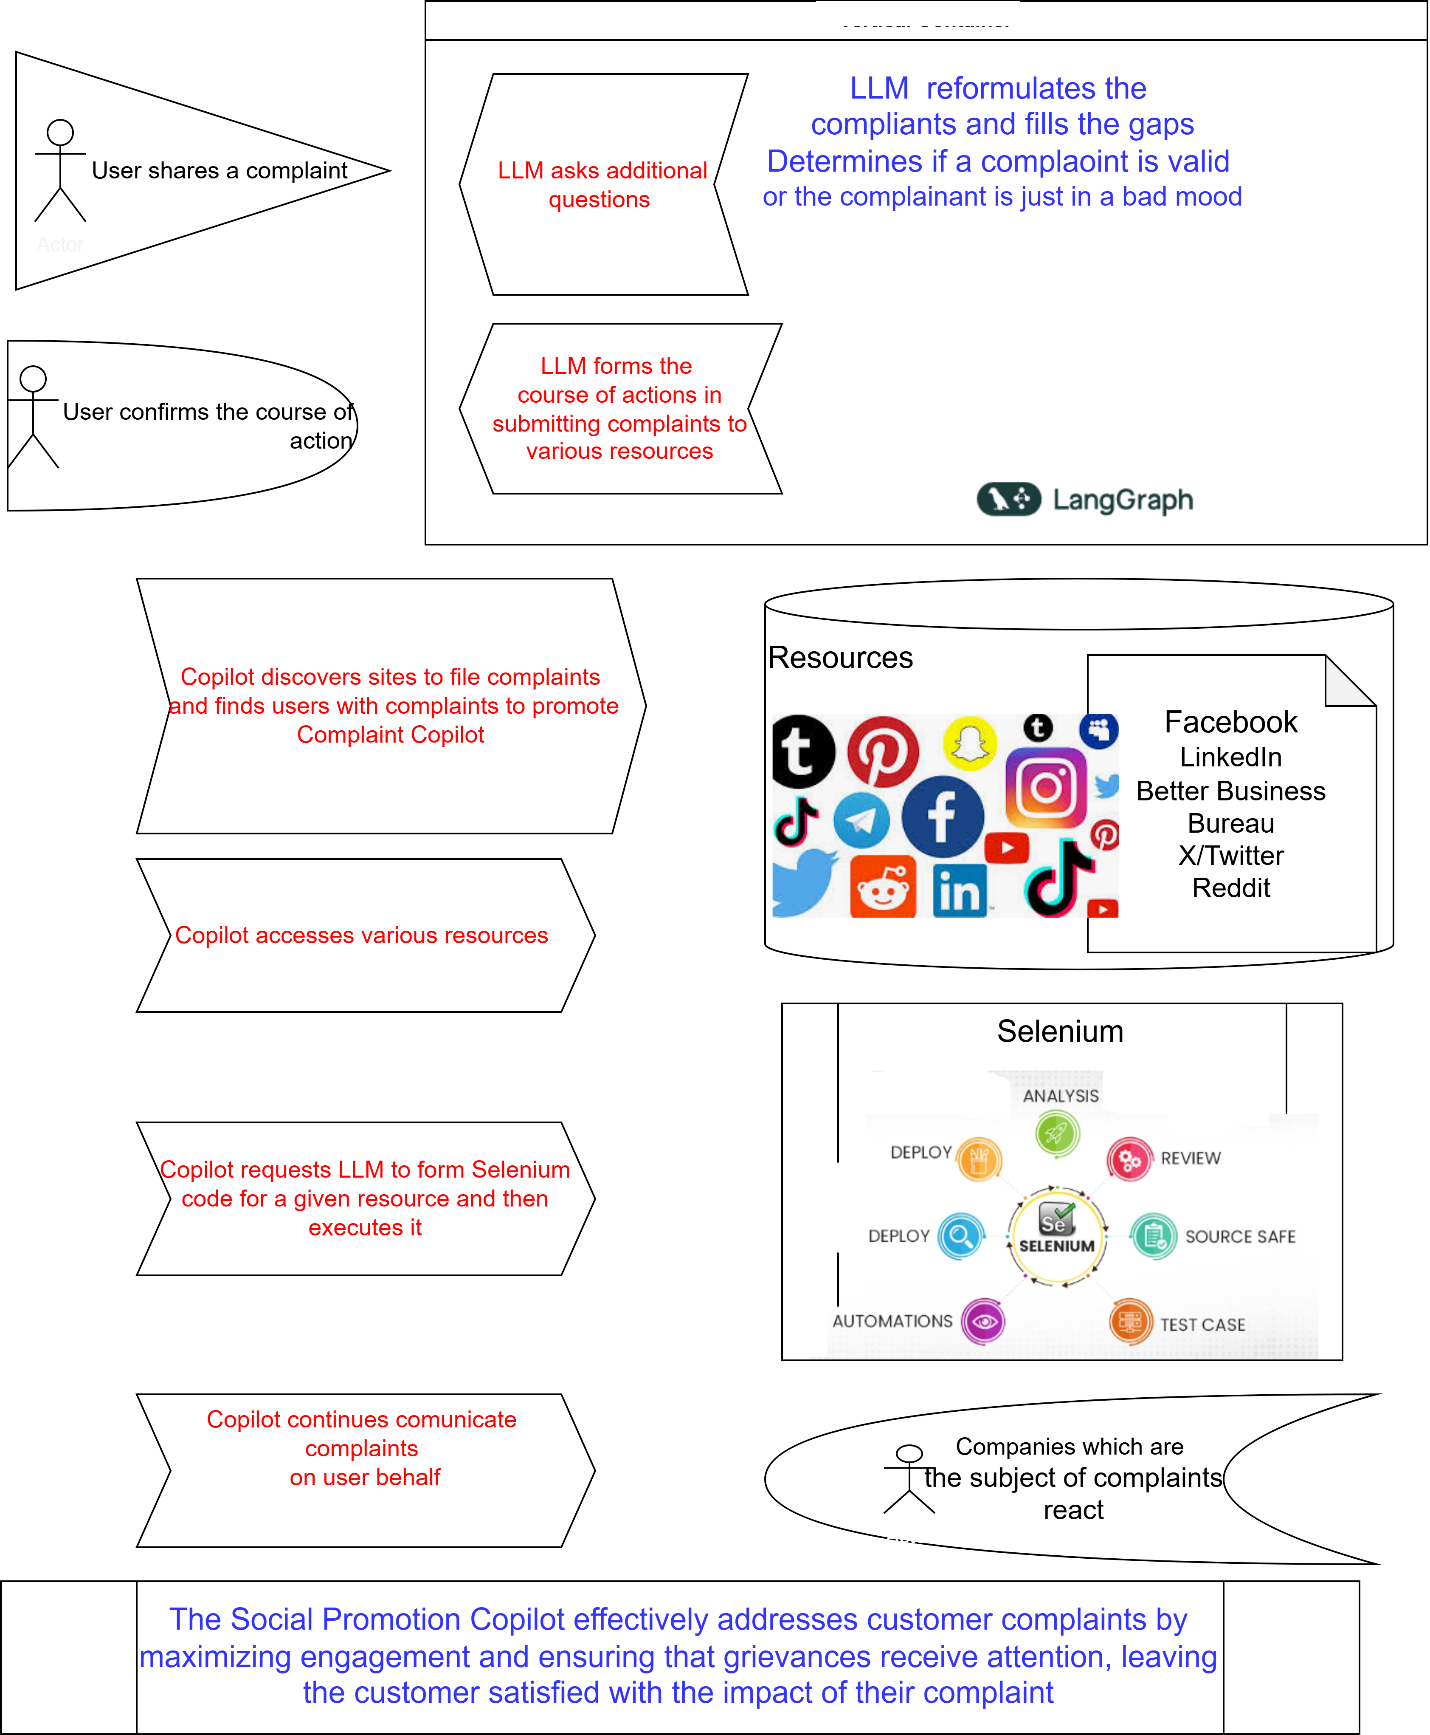 User shares a complaint
Actor
LLM asks additional
questions
LLM  reformulates the
compliants and fills the gaps
Determines if a complaoint is valid
or the complainant is just in a bad mood
User confirms the course of
action
LLM forms the
course of actions in
submitting complaints to
various resources
LangGraph
Copilot discovers sites to file complaints
and finds users with complaints to promote
Complaint Copilot
Resources
Facebook
LinkedIn
Better Business
Bureau
X/Twitter
Reddit
Copilot accesses various resources
Selenium
ANALYSIS
DEPLOY
REVIEW
DEPLOY
Se
SELENIUM
SOURCE SAFE
AUTOMATIONS
TEST CASE
Copilot requests LLM to form Selenium
code for a given resource and then
executes it
Copilot continues comunicate
complaints
on user behalf
Companies which are
the subject of complaints
react
The Social Promotion Copilot effectively addresses customer complaints by
maximizing engagement and ensuring that grievances receive attention, leaving
the customer satisfied with the impact of their complaint